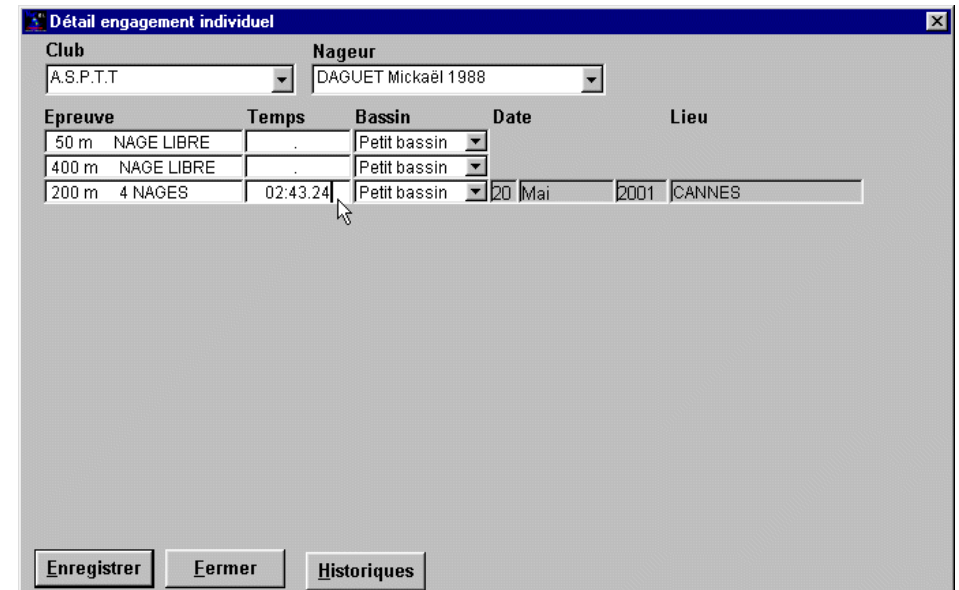 Détail engagement individuel
Club Nageur
A.S.P.T.T DAGUET Mickaël 1988
Epreuve Temps Bassin Date Lieu
50 m NAGE LIBRE . Petit bassin
400 m NAGE LIBRE . Petit bassin
200 m 4 NAGES 02:43.24 Petit bassin 20 Mai 2001 CANNES
Enregistrer Fermer Historiques